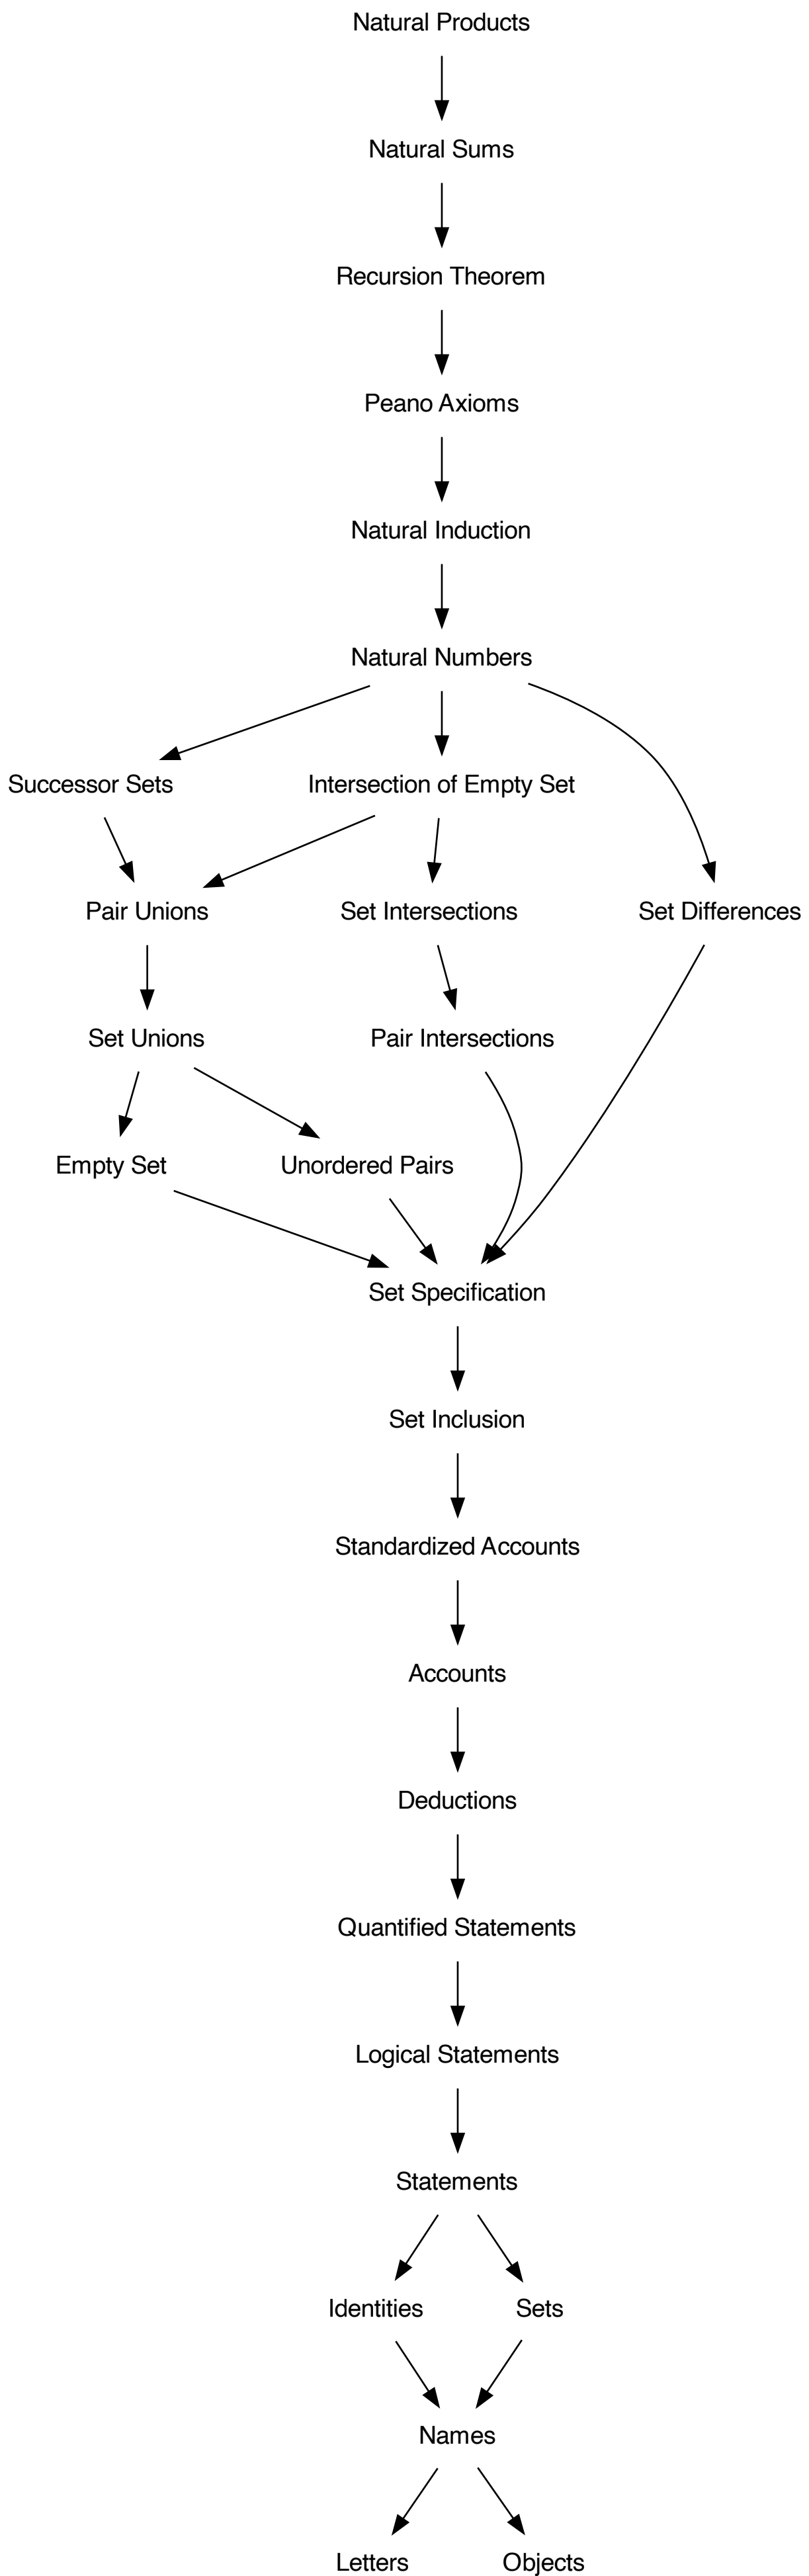 Natural Products
Natural Sums
Recursion Theorem
Peano Axioms
Natural Induction
Natural Numbers
Successor Sets
Intersection of Empty Set
Pair Unions
Set Intersections
Set Differences
Set Unions
Pair Intersections
Empty Set
Unordered Pairs
Set Specification
Set Inclusion
Standardized Accounts
Accounts
Deductions
Quantified Statements
Logical Statements
Statements
Identities
Sets
Names
Letters
Objects